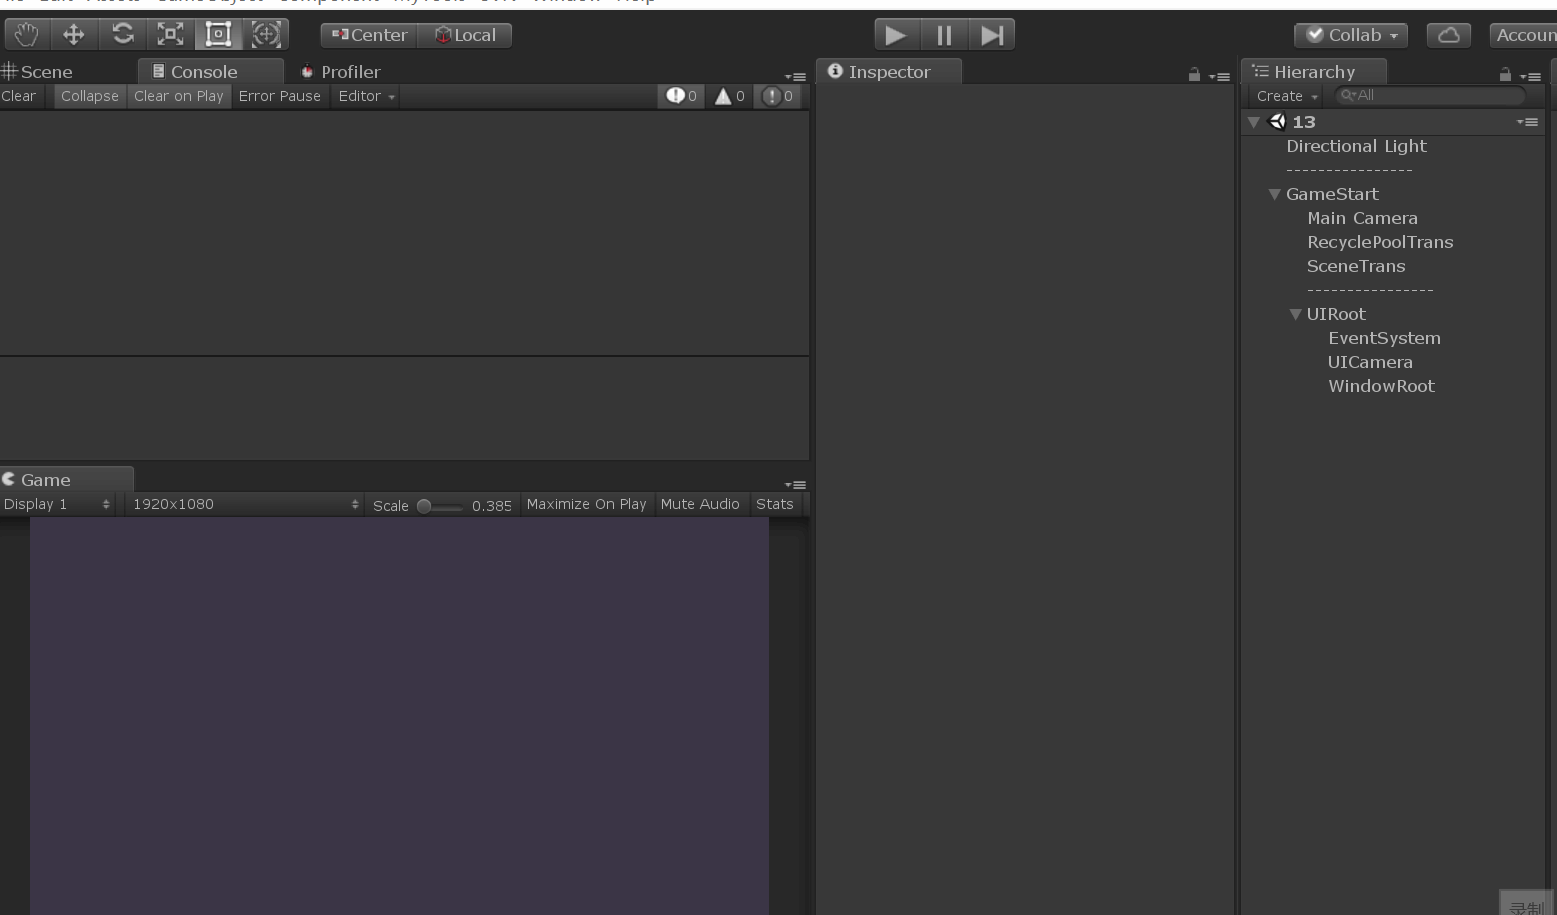 Center Local
Collab
Accoun
Scene Console Profiler
Clear Collapse Clear on Play Error Pause Editor 0 0 0
Game
Display 1 1920x1080 Scale 0.385 Maximize On Play Mute Audio Stats
Inspector
Hierarchy
Create All
13
Directional Light
----------------
GameStart
Main Camera
RecyclePoolTrans
SceneTrans
----------------
UIRoot
EventSystem
UICamera
WindowRoot
录制